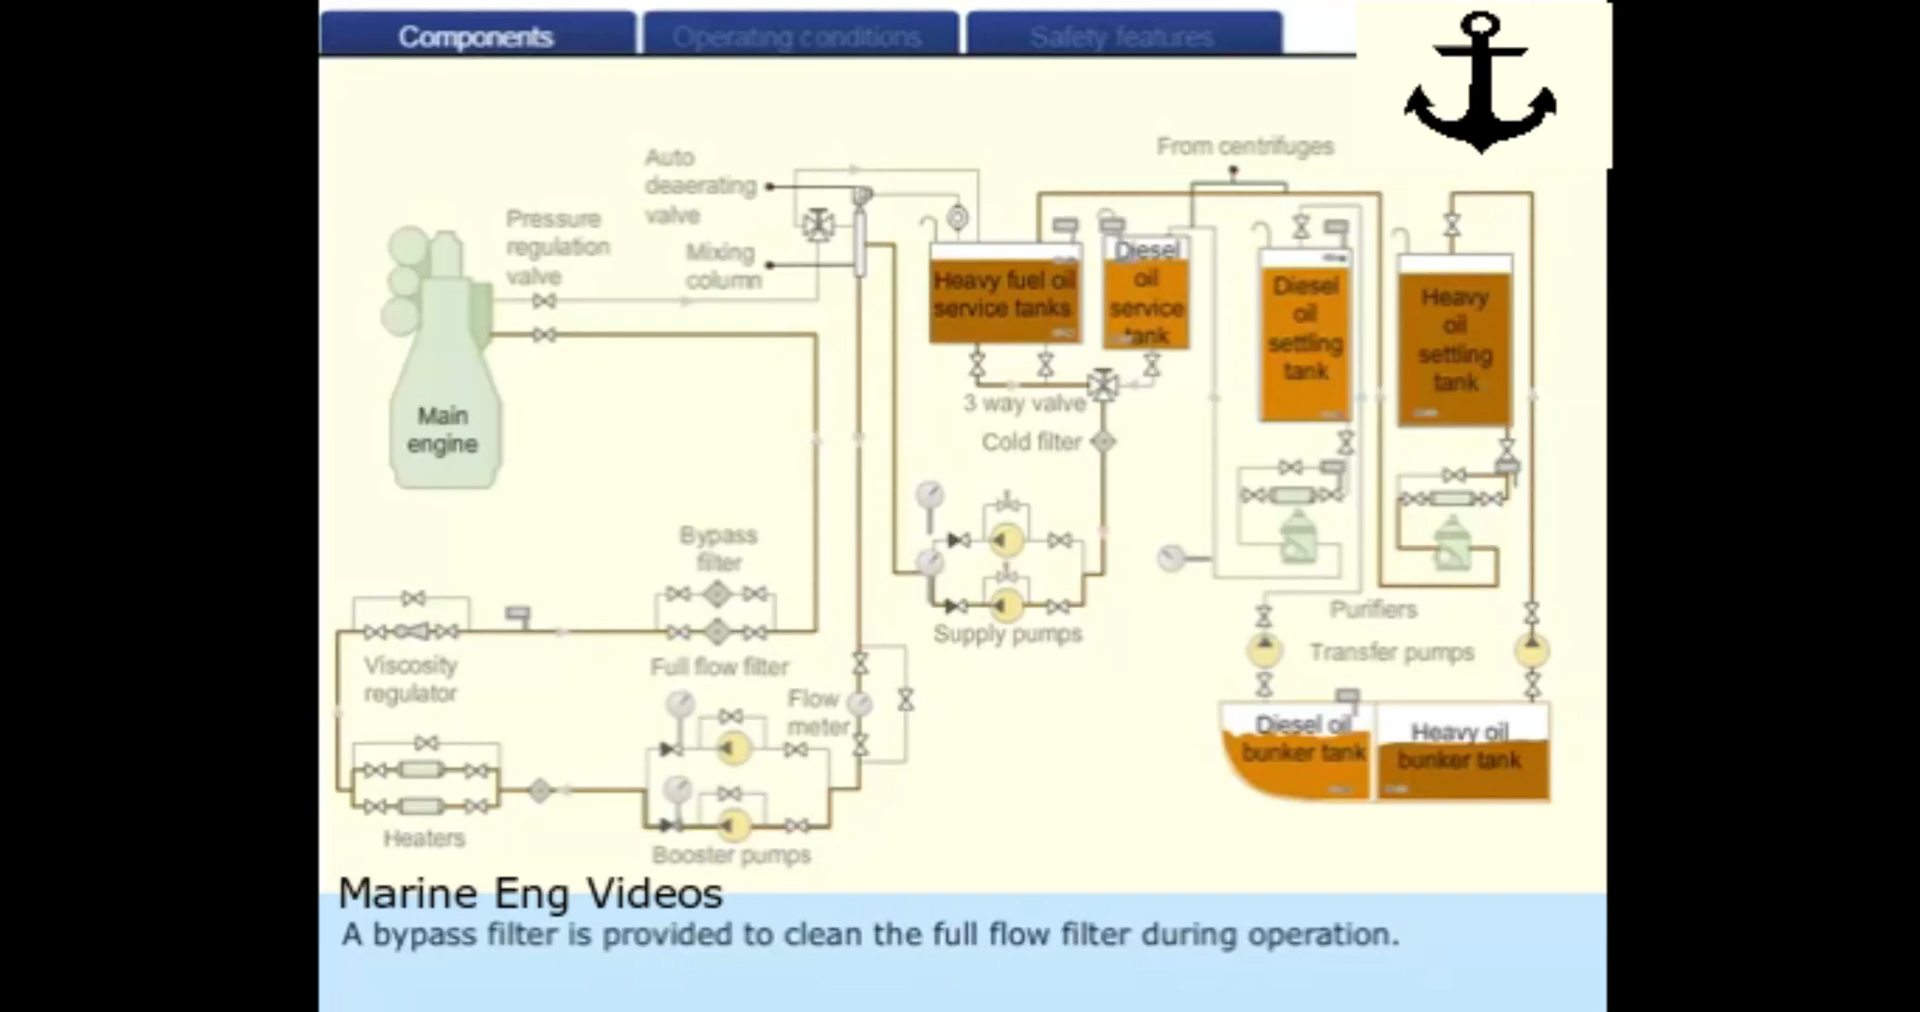 Components
Operating conditions
Safety features
From centrifuges
Auto
deaerating
valve
Pressure
regulation
valve
Mixing
column
Heavy fuel oil
service tanks
Diesel
oil
service
tank
Diesel
oil
settling
tank
Heavy
oil
settling
tank
3 way valve
Cold filter
Main
engine
Bypass
filter
Supply pumps
Purifiers
Transfer pumps
Viscosity
regulator
Full flow filter
Flow
meter
Diesel oil
bunker tank
Heavy oil
bunker tank
Heaters
Booster pumps
Marine Eng Videos
A bypass filter is provided to clean the full flow filter during operation.